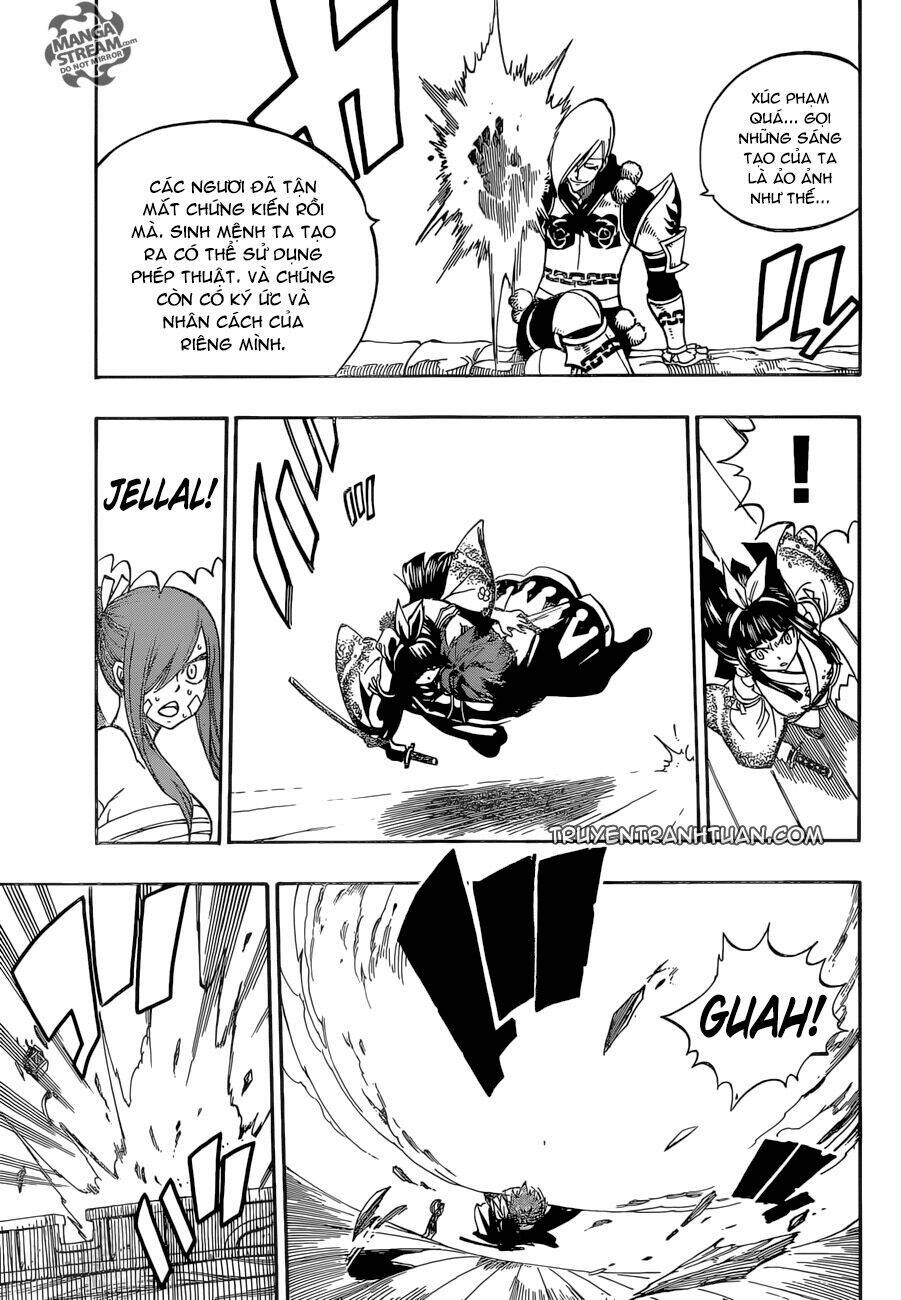 MANGA
STREAM.com
DO NOT MIRROR
XÚC PHẠM
QUÁ... GỌI
NHỮNG SÁNG
TẠO CỦA TA
LÀ ẢO ẢNH
NHƯ THẾ...
CÁC NGƯƠI ĐÃ TẬN
MẮT CHỨNG KIẾN RỒI
MÀ. SINH MỆNH TA TẠO
RA CÓ THỂ SỬ DỤNG
PHÉP THUẬT. VÀ CHÚNG
CÒN CÓ KÝ ỨC VÀ
NHÂN CÁCH CỦA
RIÊNG MÌNH.
!
JELLAL!
TRUYENTRANHTUAN.COM
GUAH!